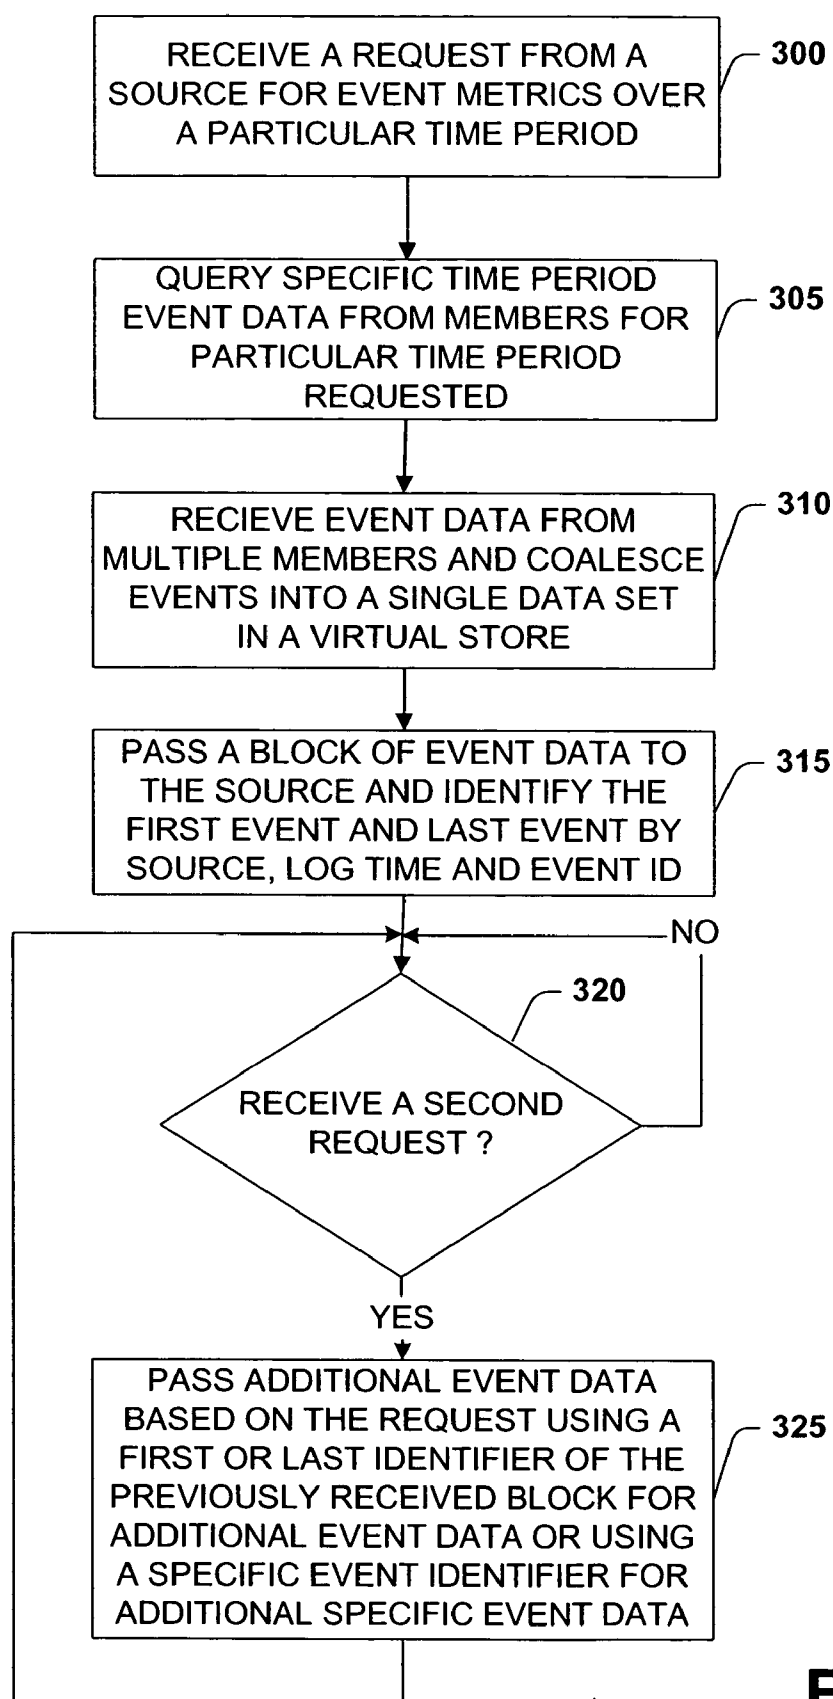 RECEIVE A REQUEST FROM A
SOURCE FOR EVENT METRICS OVER
A PARTICULAR TIME PERIOD
300
QUERY SPECIFIC TIME PERIOD
EVENT DATA FROM MEMBERS FOR
PARTICULAR TIME PERIOD
REQUESTED
305
RECIEVE EVENT DATA FROM
MULTIPLE MEMBERS AND COALESCE
EVENTS INTO A SINGLE DATA SET
IN A VIRTUAL STORE
310
PASS A BLOCK OF EVENT DATA TO
THE SOURCE AND IDENTIFY THE
FIRST EVENT AND LAST EVENT BY
SOURCE, LOG TIME AND EVENT ID
315
NO
320
RECEIVE A SECOND
REQUEST ?
YES
PASS ADDITIONAL EVENT DATA
BASED ON THE REQUEST USING A
FIRST OR LAST IDENTIFIER OF THE
PREVIOUSLY RECEIVED BLOCK FOR
ADDITIONAL EVENT DATA OR USING
A SPECIFIC EVENT IDENTIFIER FOR
ADDITIONAL SPECIFIC EVENT DATA
325